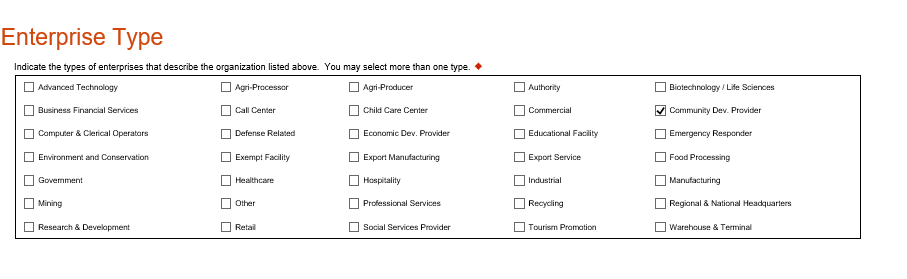 Enterprise Type
Indicate the types of enterprises that describe the organization listed above. You may select more than one type.
Advanced Technology Agri-Processor Agri-Producer Authority Biotechnology / Life Sciences
Business Financial Services Call Center Child Care Center Commercial Community Dev. Provider
Computer & Clerical Operators Defense Related Economic Dev. Provider Educational Facility Emergency Responder
Environment and Conservation Exempt Facility Export Manufacturing Export Service Food Processing
Government Healthcare Hospitality Industrial Manufacturing
Mining Other Professional Services Recycling Regional & National Headquarters
Research & Development Retail Social Services Provider Tourism Promotion Warehouse & Terminal